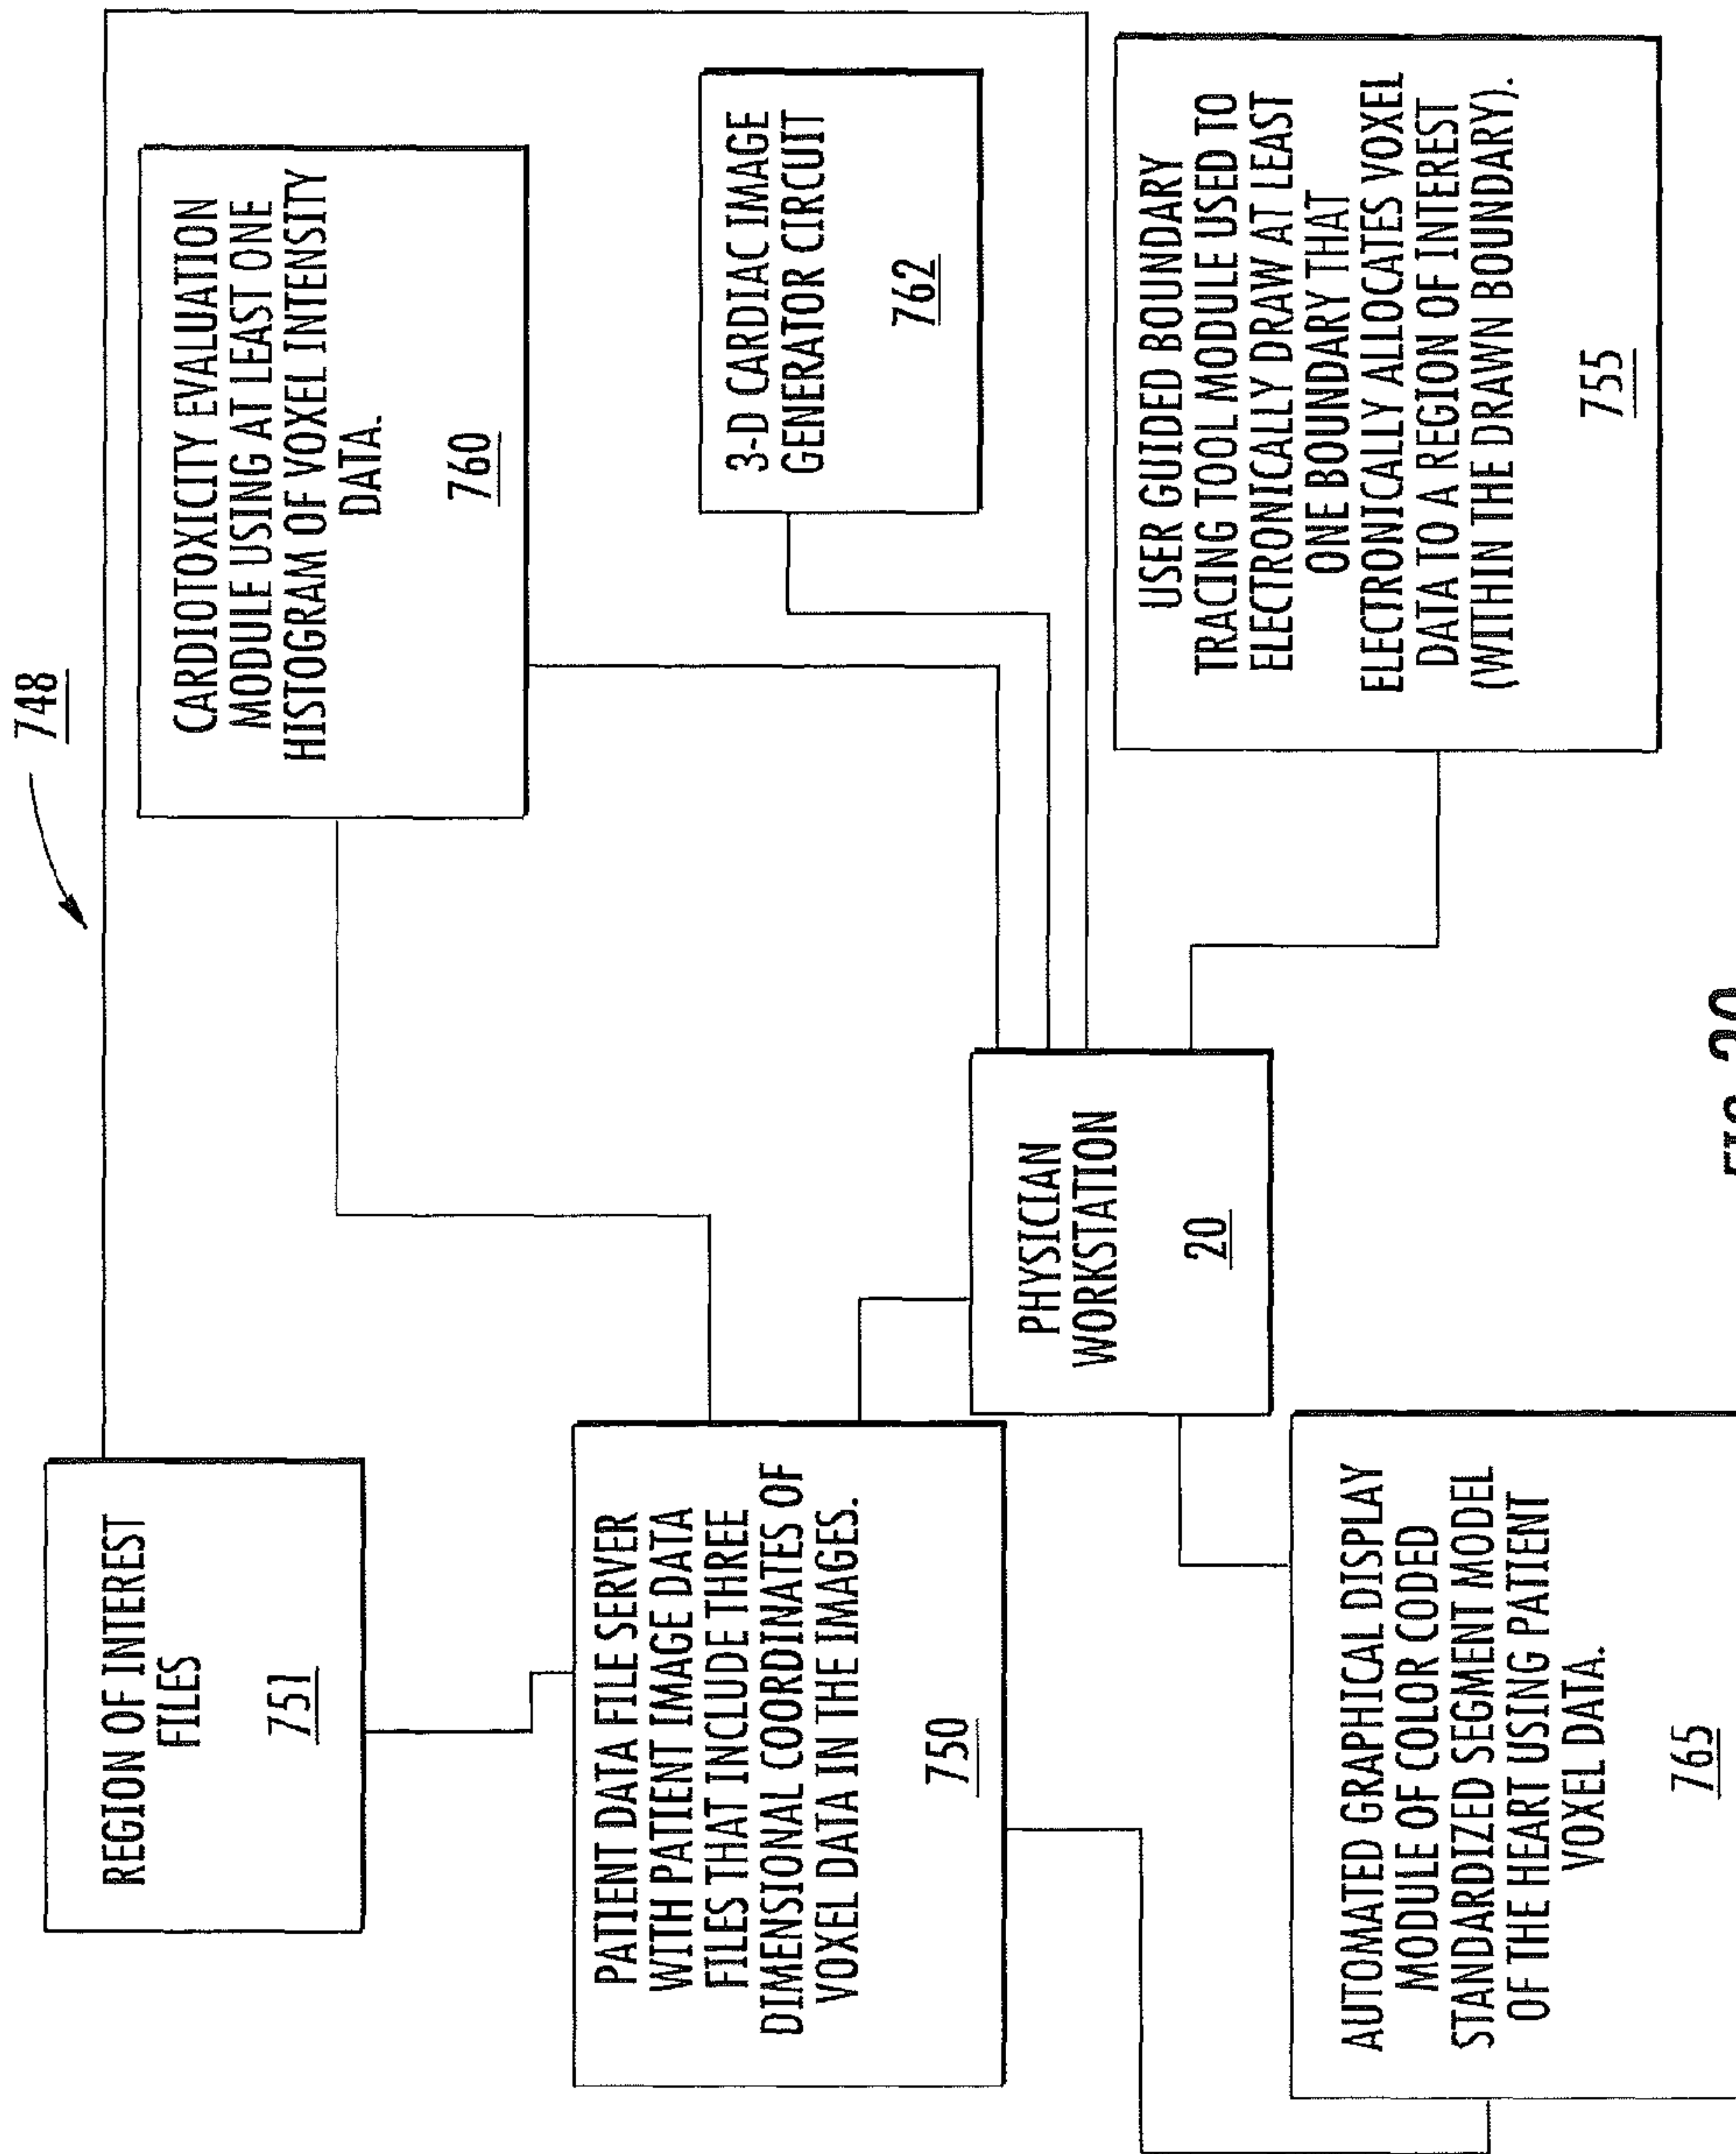 748
REGION OF INTEREST
FILES
751
PATIENT DATA FILE SERVER
WITH PATIENT IMAGE DATA
FILES THAT INCLUDE THREE
DIMENSIONAL COORDINATES OF
VOXEL DATA IN THE IMAGES.
750
AUTOMATED GRAPHICAL DISPLAY
MODULE OF COLOR CODED
STANDARDIZED SEGMENT MODEL
OF THE HEART USING PATIENT
VOXEL DATA.
765
PHYSICIAN
WORKSTATION
20
CARDIOTOXICITY EVALUATION
MODULE USING AT LEAST ONE
HISTOGRAM OF VOXEL INTENSITY
DATA.
760
3-D CARDIAC IMAGE
GENERATOR CIRCUIT
762
USER GUIDED BOUNDARY
TRACING TOOL MODULE USED TO
ELECTRONICALLY DRAW AT LEAST
ONE BOUNDARY THAT
ELECTRONICALLY ALLOCATES VOXEL
DATA TO A REGION OF INTEREST
(WITHIN THE DRAWN BOUNDARY).
755